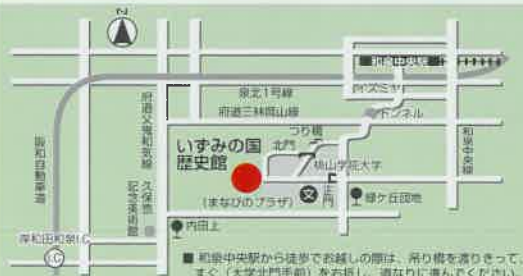 N
和泉中央駅
泉北1号線
イズミヤ
府道三林岡山線
トンネル
つり橋
北門
いずみの国
歴史館
桃山学院大学
(まなびのプラザ)
文
正門
緑ケ丘団地
内田上
和泉中央線
府道父鬼和気線
久保惣
記念美術館
阪和自動車道
岸和田和泉I.C
I.C
■ 和泉中央駅から徒歩でお越しの際は、吊り橋を渡りきって
すぐ(大学北門手前)を右折し、道なりに進んでください。